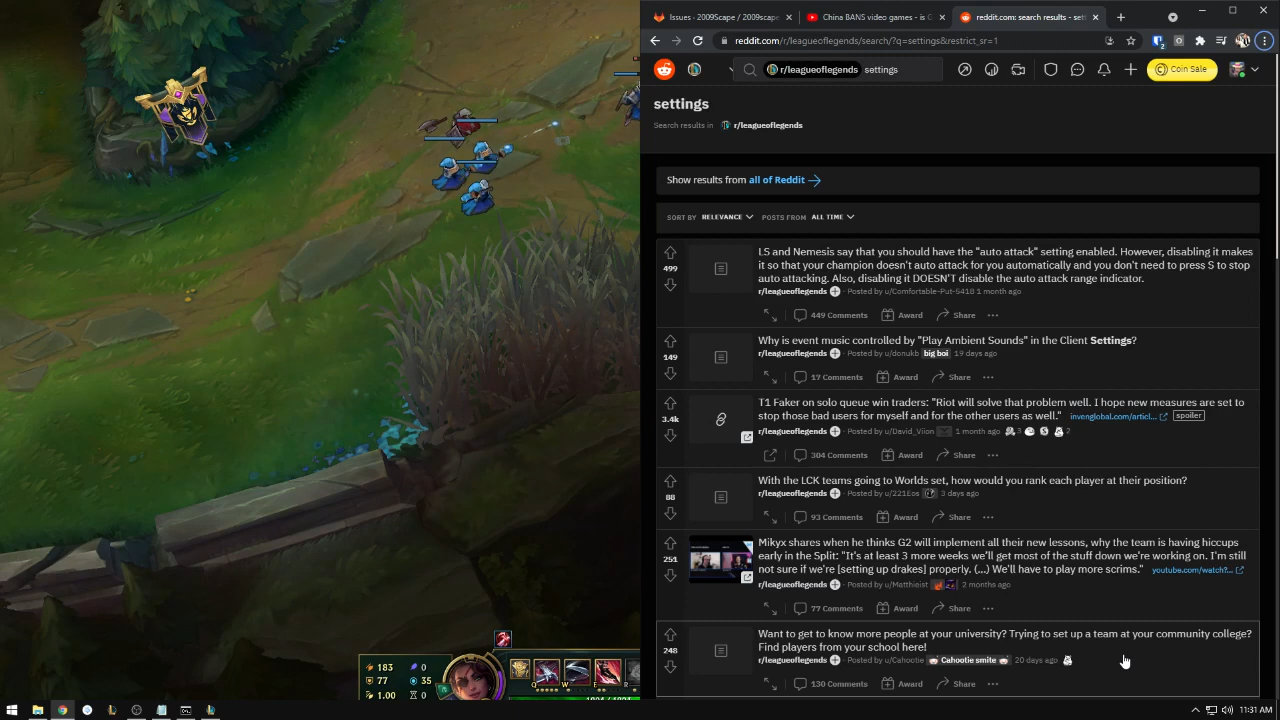 Issues · 2009Scape / 2009scape
China BANS video games - is G
reddit.com: search results - sett
reddit.com/r/leagueoflegends/search/?q=settings&restrict_sr=1
r/leagueoflegends settings
Coin Sale
settings
Search results in r/leagueoflegends
Show results from all of Reddit
SORT BY RELEVANCE POSTS FROM ALL TIME
499
LS and Nemesis say that you should have the "auto attack" setting enabled. However, disabling it makes
it so that your champion doesn't auto attack for you automatically and you don't need to press S to stop
auto attacking. Also, disabling it DOESN'T disable the auto attack range indicator.
r/leagueoflegends · Posted by u/Comfortable-Put-5418 1 month ago
449 Comments Award Share
149
Why is event music controlled by "Play Ambient Sounds" in the Client Settings?
r/leagueoflegends · Posted by u/donukb big boi 19 days ago
17 Comments Award Share
3.4k
T1 Faker on solo queue win traders: "Riot will solve that problem well. I hope new measures are set to
stop those bad users for myself and for the other users as well." invenglobal.com/articl... spoiler
r/leagueoflegends · Posted by u/David_Viion 1 month ago 3 2
304 Comments Award Share
88
With the LCK teams going to Worlds set, how would you rank each player at their position?
r/leagueoflegends · Posted by u/221Eos 3 days ago
93 Comments Award Share
251
Mikyx shares when he thinks G2 will implement all their new lessons, why the team is having hiccups
early in the Split: "It's at least 3 more weeks we'll get most of the stuff down we're working on. I'm still
not sure if we're [setting up drakes] properly. (...) We'll have to play more scrims." youtube.com/watch?...
r/leagueoflegends · Posted by u/Matthieist 2 months ago
77 Comments Award Share
248
Want to get to know more people at your university? Trying to set up a team at your community college?
Find players from your school here!
r/leagueoflegends · Posted by u/Cahootie Cahootie smite 20 days ago
130 Comments Award Share
183 0
77 35
1.00 0
Q W E R
11:31 AM